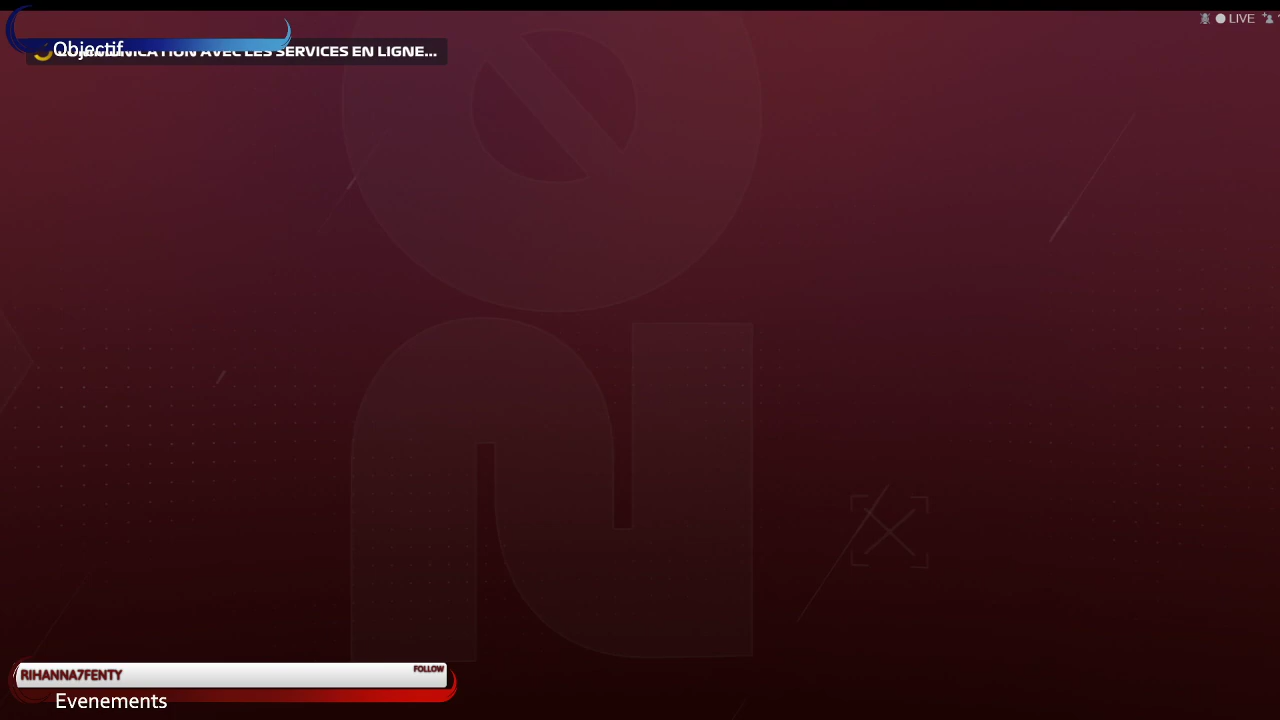 LIVE
Objectif
AVEC LES SERVICES EN LIGNE...
RIHANNA7FENTY
FOLLOW
Evenements